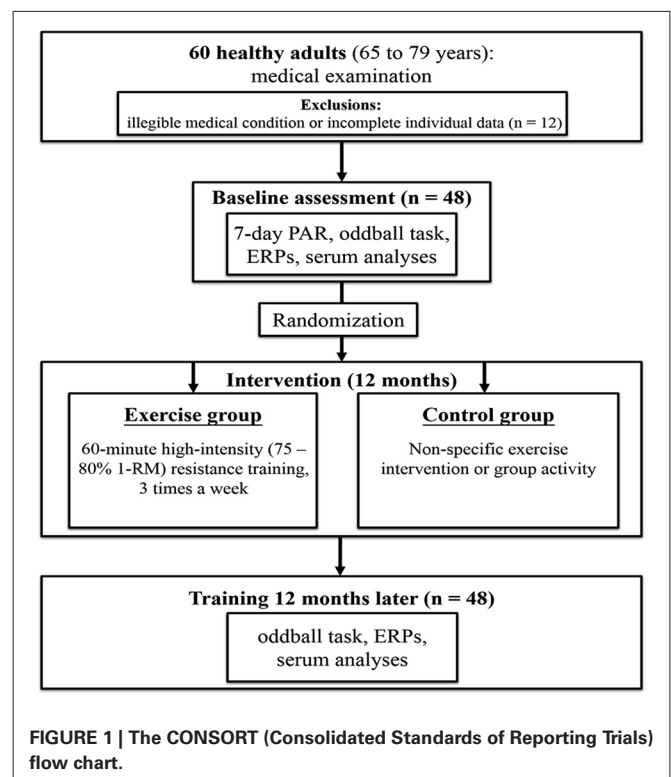 60 healthy adults (65 to 79 years):
medical examination
Exclusions:
illegible medical condition or incomplete individual data (n = 12)
Baseline assessment (n = 48)
7-day PAR, oddball task,
ERPs, serum analyses
Randomization
Intervention (12 months)
Exercise group
60-minute high-intensity (75 –
80% 1-RM) resistance training,
3 times a week
Control group
Non-specific exercise
intervention or group activity
Training 12 months later (n = 48)
oddball task, ERPs,
serum analyses
FIGURE 1 | The CONSORT (Consolidated Standards of Reporting Trials)
flow chart.